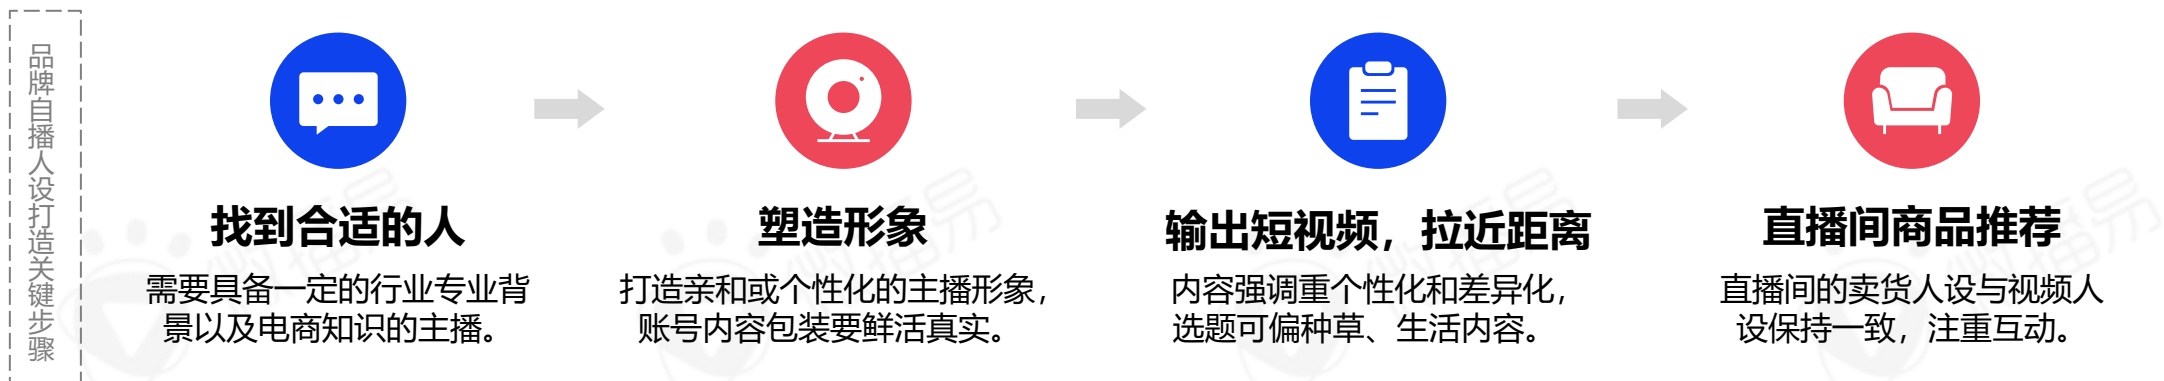 品牌自播人设打造关键步骤
找到合适的人
需要具备一定的行业专业背
景以及电商知识的主播。
塑造形象
打造亲和或个性化的主播形象，
账号内容包装要鲜活真实。
输出短视频，拉近距离
内容强调重个性化和差异化，
选题可偏种草、生活内容。
直播间商品推荐
直播间的卖货人设与视频人
设保持一致，注重互动。